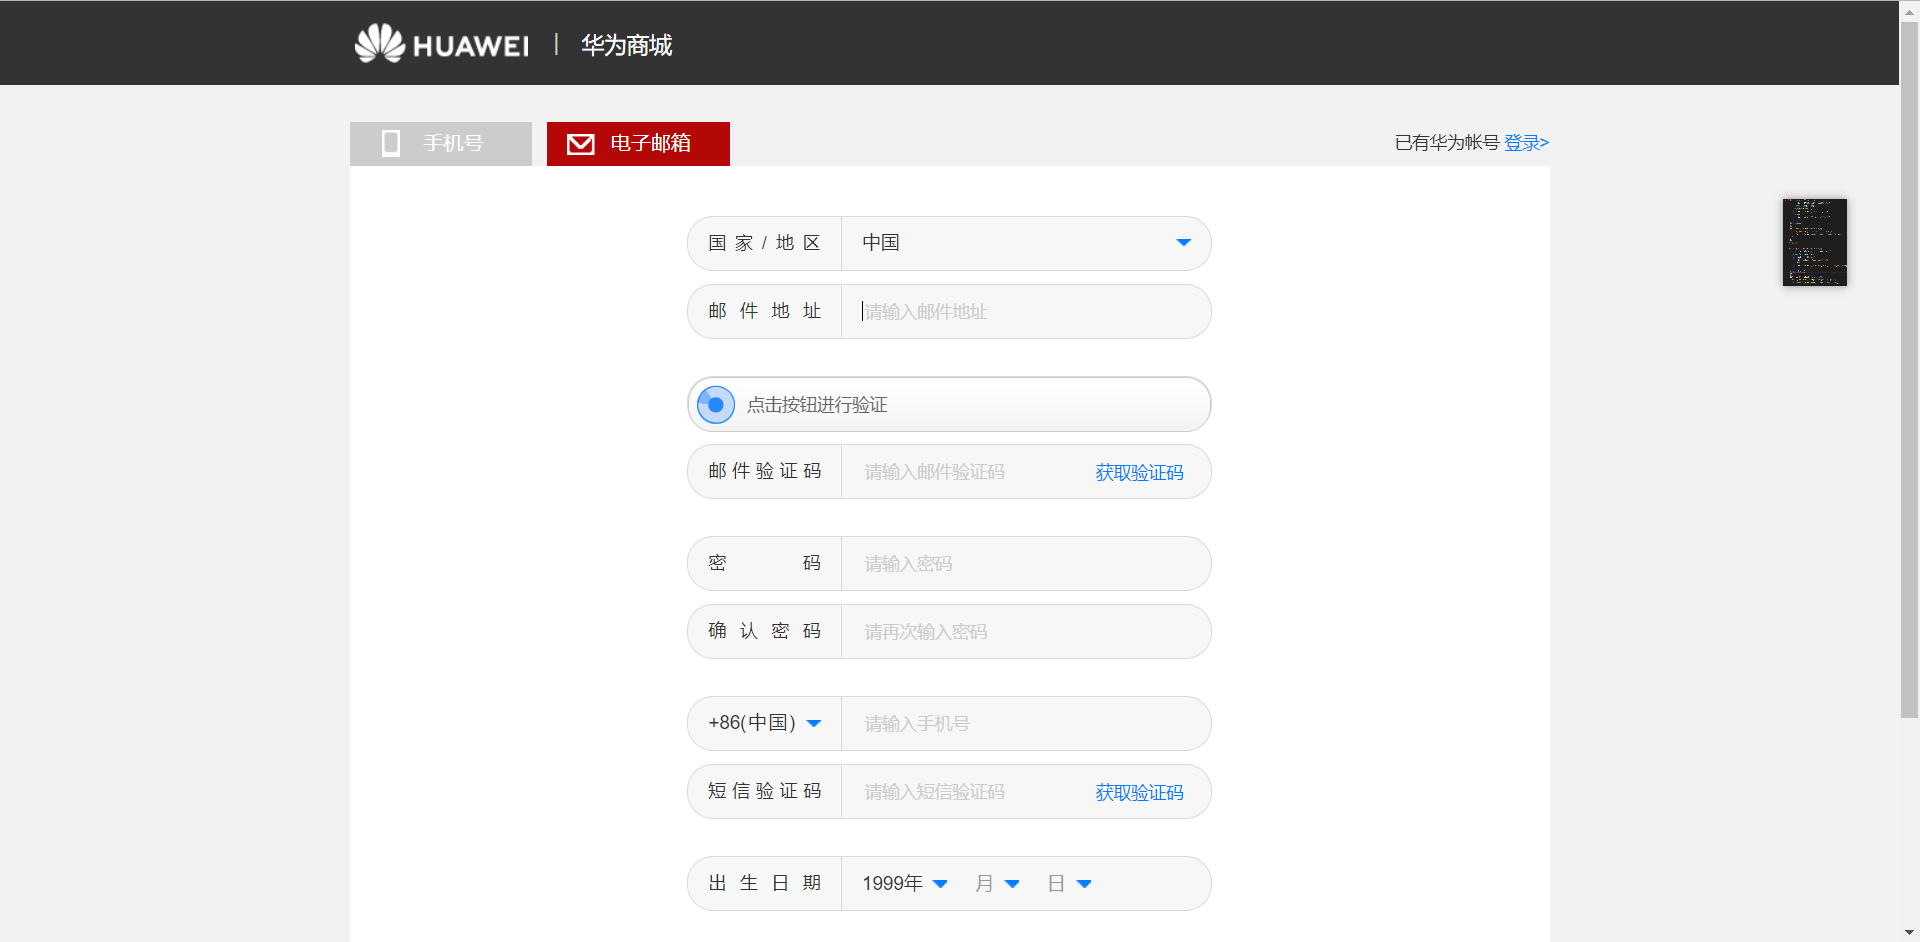 HUAWEI | 华为商城
手机号
电子邮箱
已有华为帐号 登录>
国家/地区 中国
邮件地址 请输入邮件地址
点击按钮进行验证
邮件验证码 请输入邮件验证码 获取验证码
密码 请输入密码
确认密码 请再次输入密码
+86(中国) 请输入手机号
短信验证码 请输入短信验证码 获取验证码
出生日期 1999年 月 日